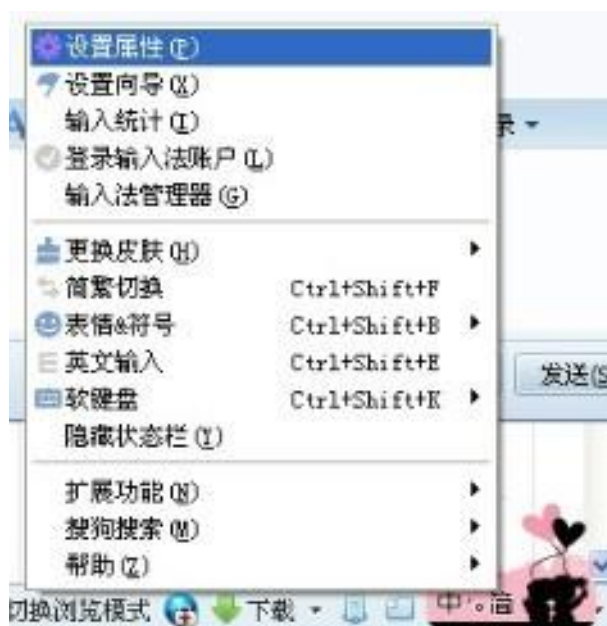 设置属性(P)
设置向导(X)
输入统计(I)
登录输入法账户(L)
输入法管理器(G)
更换皮肤(H)
简繁切换 Ctrl+Shift+F
表情&符号 Ctrl+Shift+B
英文输入 Ctrl+Shift+E
发送(S
软键盘 Ctrl+Shift+K
隐藏状态栏(Y)
扩展功能(N)
搜狗搜索(M)
帮助(Z)
切换浏览模式 下载 中 简